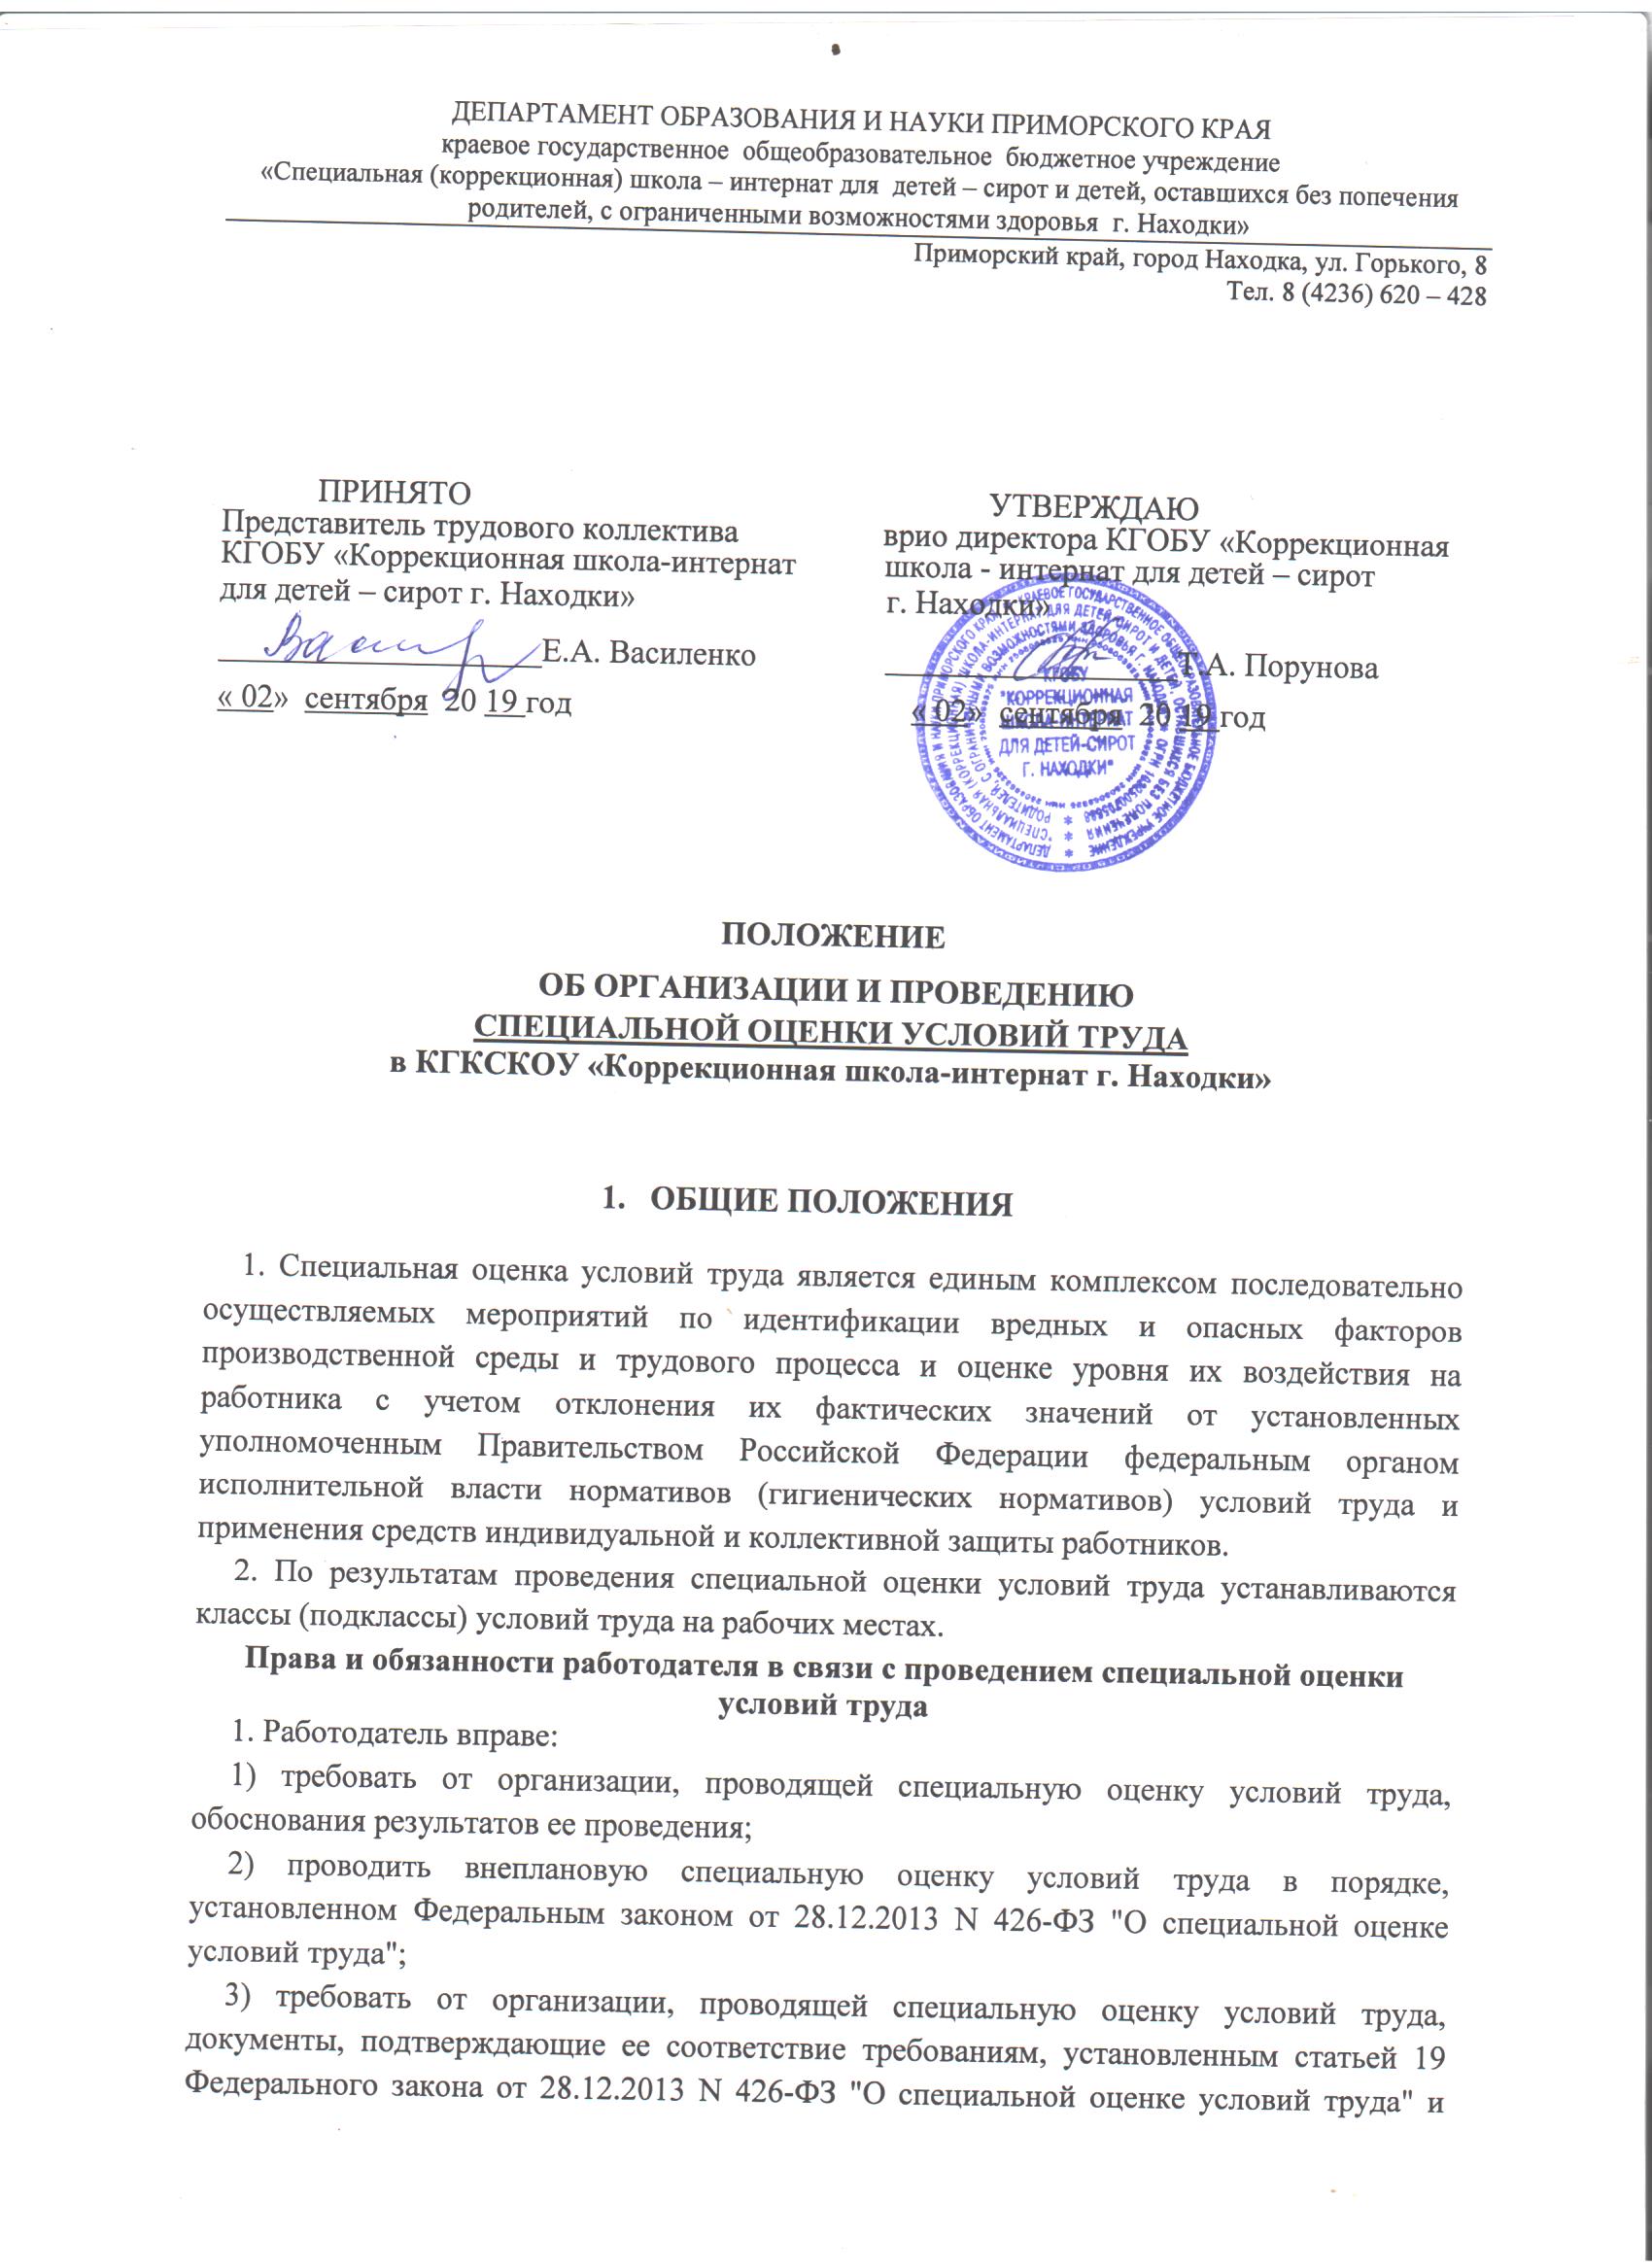 ДЕПАРТАМЕНТ ОБРАЗОВАНИЯ И НАУКИ ПРИМОРСКОГО КРАЯ
краевое государственное общеобразовательное бюджетное учреждение
«Специальная (коррекционная) школа – интернат для детей – сирот и детей, оставшихся без попечения
родителей, с ограниченными возможностями здоровья г. Находки»
Приморский край, город Находка, ул. Горького, 8
Тел. 8 (4236) 620 – 428
ПРИНЯТО
Представитель трудового коллектива
КГОБУ «Коррекционная школа-интернат
для детей – сирот г. Находки»
Е.А. Василенко
« 02» сентября 20 19 год
УТВЕРЖДАЮ
врио директора КГОБУ «Коррекционная
школа - интернат для детей – сирот
г. Находки»
Т.А. Порунова
« 02» сентября 20 19 год
КГОБУ
"КОРРЕКЦИОННАЯ
ШКОЛА-ИНТЕРНАТ
ДЛЯ ДЕТЕЙ-СИРОТ
Г. НАХОДКИ"
ПОЛОЖЕНИЕ
ОБ ОРГАНИЗАЦИИ И ПРОВЕДЕНИЮ
СПЕЦИАЛЬНОЙ ОЦЕНКИ УСЛОВИЙ ТРУДА
в КГКСКОУ «Коррекционная школа-интернат г. Находки»
1. ОБЩИЕ ПОЛОЖЕНИЯ
1. Специальная оценка условий труда является единым комплексом последовательно
осуществляемых мероприятий по идентификации вредных и опасных факторов
производственной среды и трудового процесса и оценке уровня их воздействия на
работника с учетом отклонения их фактических значений от установленных
уполномоченным Правительством Российской Федерации федеральным органом
исполнительной власти нормативов (гигиенических нормативов) условий труда и
применения средств индивидуальной и коллективной защиты работников.
2. По результатам проведения специальной оценки условий труда устанавливаются
классы (подклассы) условий труда на рабочих местах.
Права и обязанности работодателя в связи с проведением специальной оценки
условий труда
1. Работодатель вправе:
1) требовать от организации, проводящей специальную оценку условий труда,
обоснования результатов ее проведения;
2) проводить внеплановую специальную оценку условий труда в порядке,
установленном Федеральным законом от 28.12.2013 N 426-ФЗ "О специальной оценке
условий труда";
3) требовать от организации, проводящей специальную оценку условий труда,
документы, подтверждающие ее соответствие требованиям, установленным статьей 19
Федерального закона от 28.12.2013 N 426-ФЗ "О специальной оценке условий труда" и